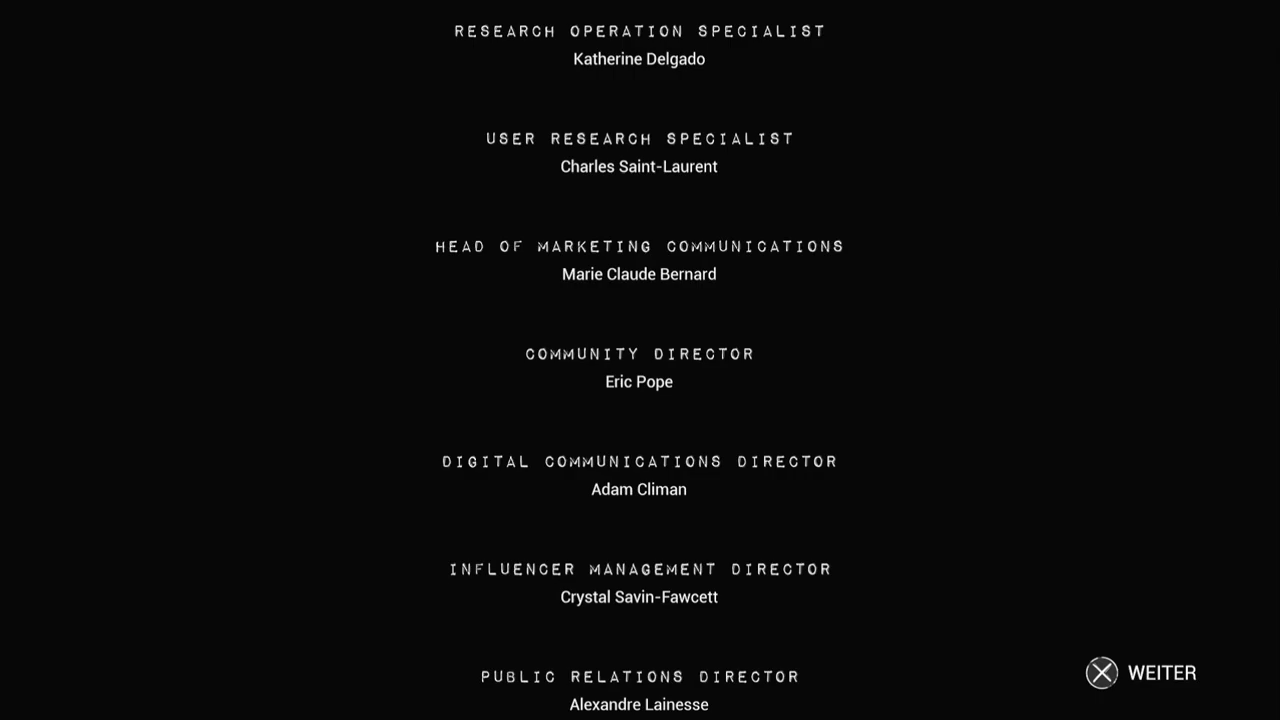 RESEARCH OPERATION SPECIALIST
Katherine Delgado
USER RESEARCH SPECIALIST
Charles Saint-Laurent
HEAD OF MARKETING COMMUNICATIONS
Marie Claude Bernard
COMMUNITY DIRECTOR
Eric Pope
DIGITAL COMMUNICATIONS DIRECTOR
Adam Climan
INFLUENCER MANAGEMENT DIRECTOR
Crystal Savin-Fawcett
PUBLIC RELATIONS DIRECTOR
Alexandre Lainesse
WEITER